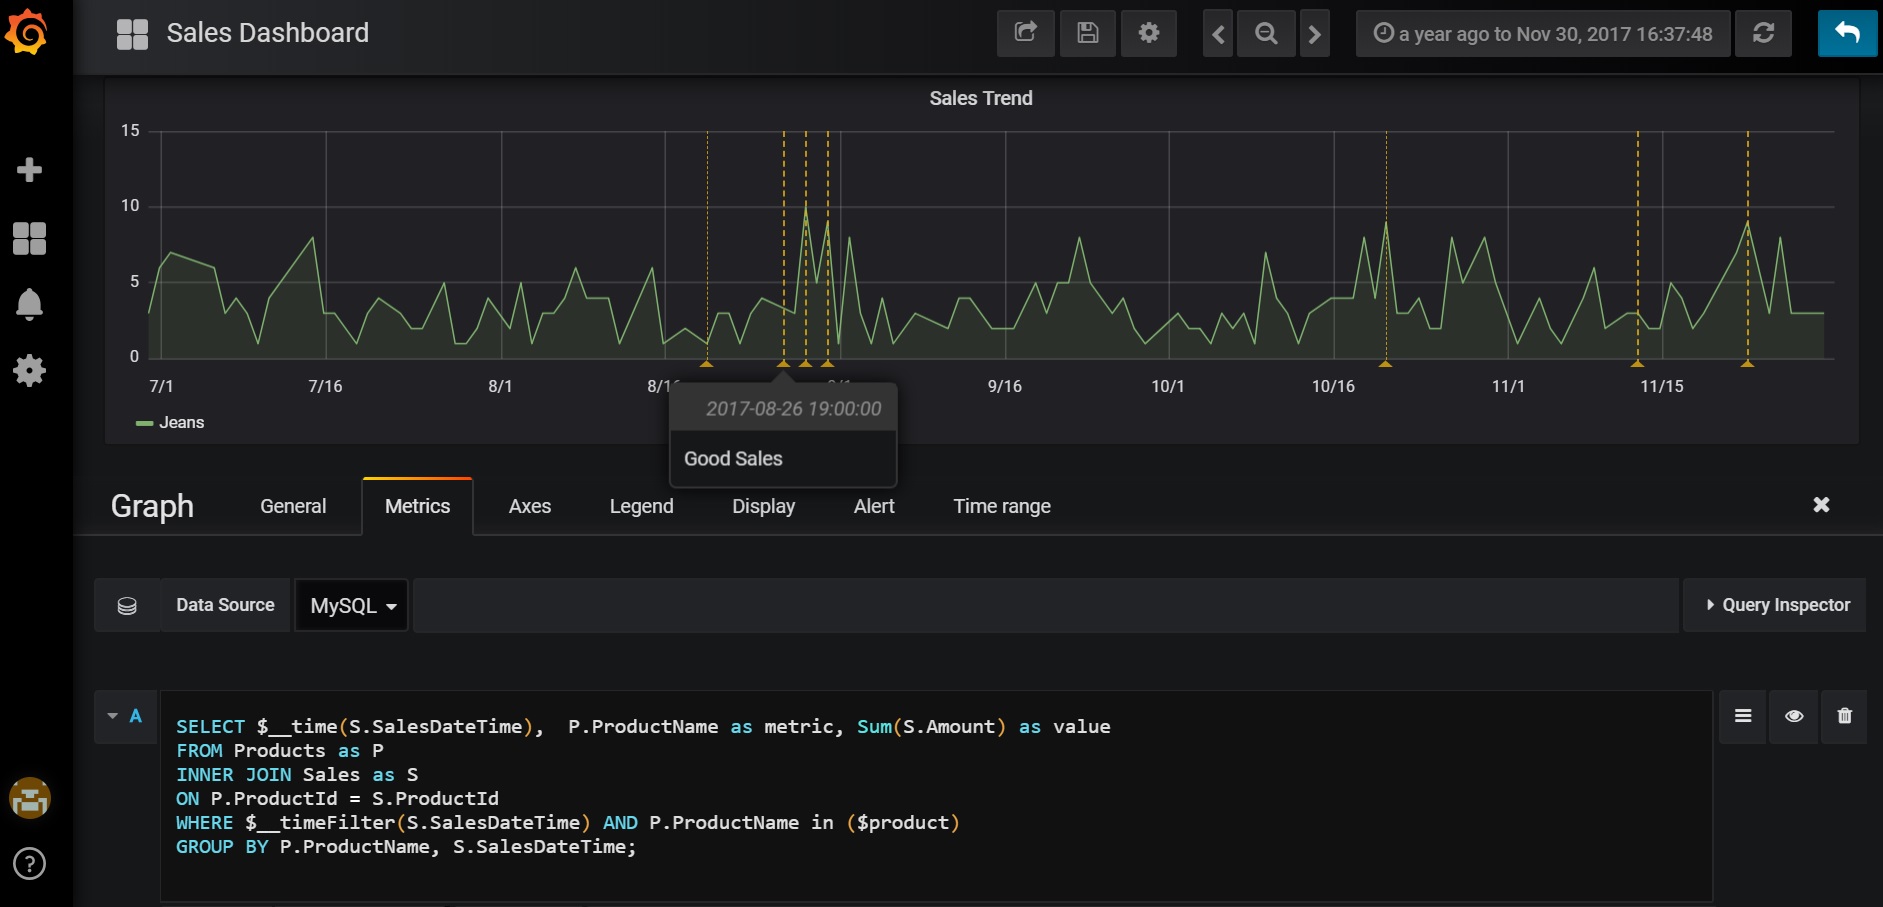 Sales Dashboard
a year ago to Nov 30, 2017 16:37:48
Sales Trend
15
10
5
0
7/1 7/16 8/1 8/16 9/1 9/16 10/1 10/16 11/1 11/15
Jeans
2017-08-26 19:00:00
Good Sales
Graph General Metrics Axes Legend Display Alert Time range
Data Source MySQL Query Inspector
A
SELECT $__time(S.SalesDateTime),  P.ProductName as metric, Sum(S.Amount) as value
FROM Products as P
INNER JOIN Sales as S
ON P.ProductId = S.ProductId
WHERE $__timeFilter(S.SalesDateTime) AND P.ProductName in ($product)
GROUP BY P.ProductName, S.SalesDateTime;